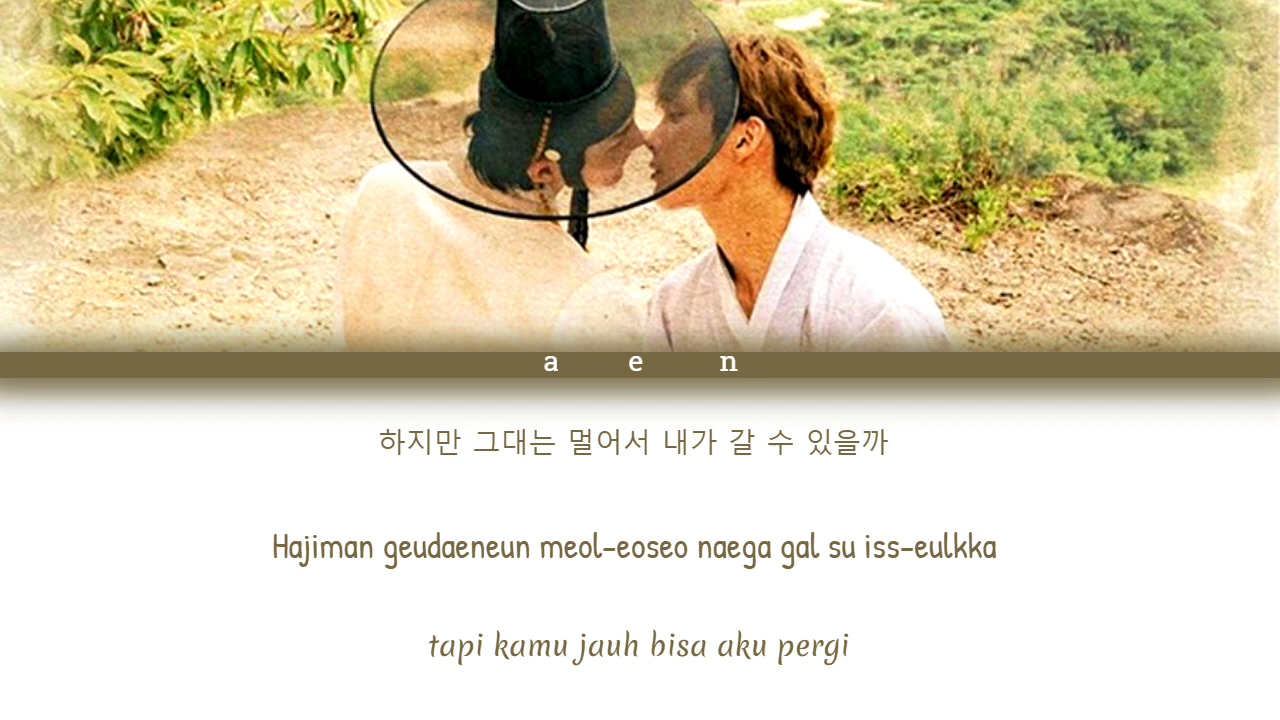 a e n
하지만 그대는 멀어서 내가 갈 수 있을까
Hajiman geudaeneun meol-eoseo naega gal su iss-eulkka
tapi kamu jauh bisa aku pergi